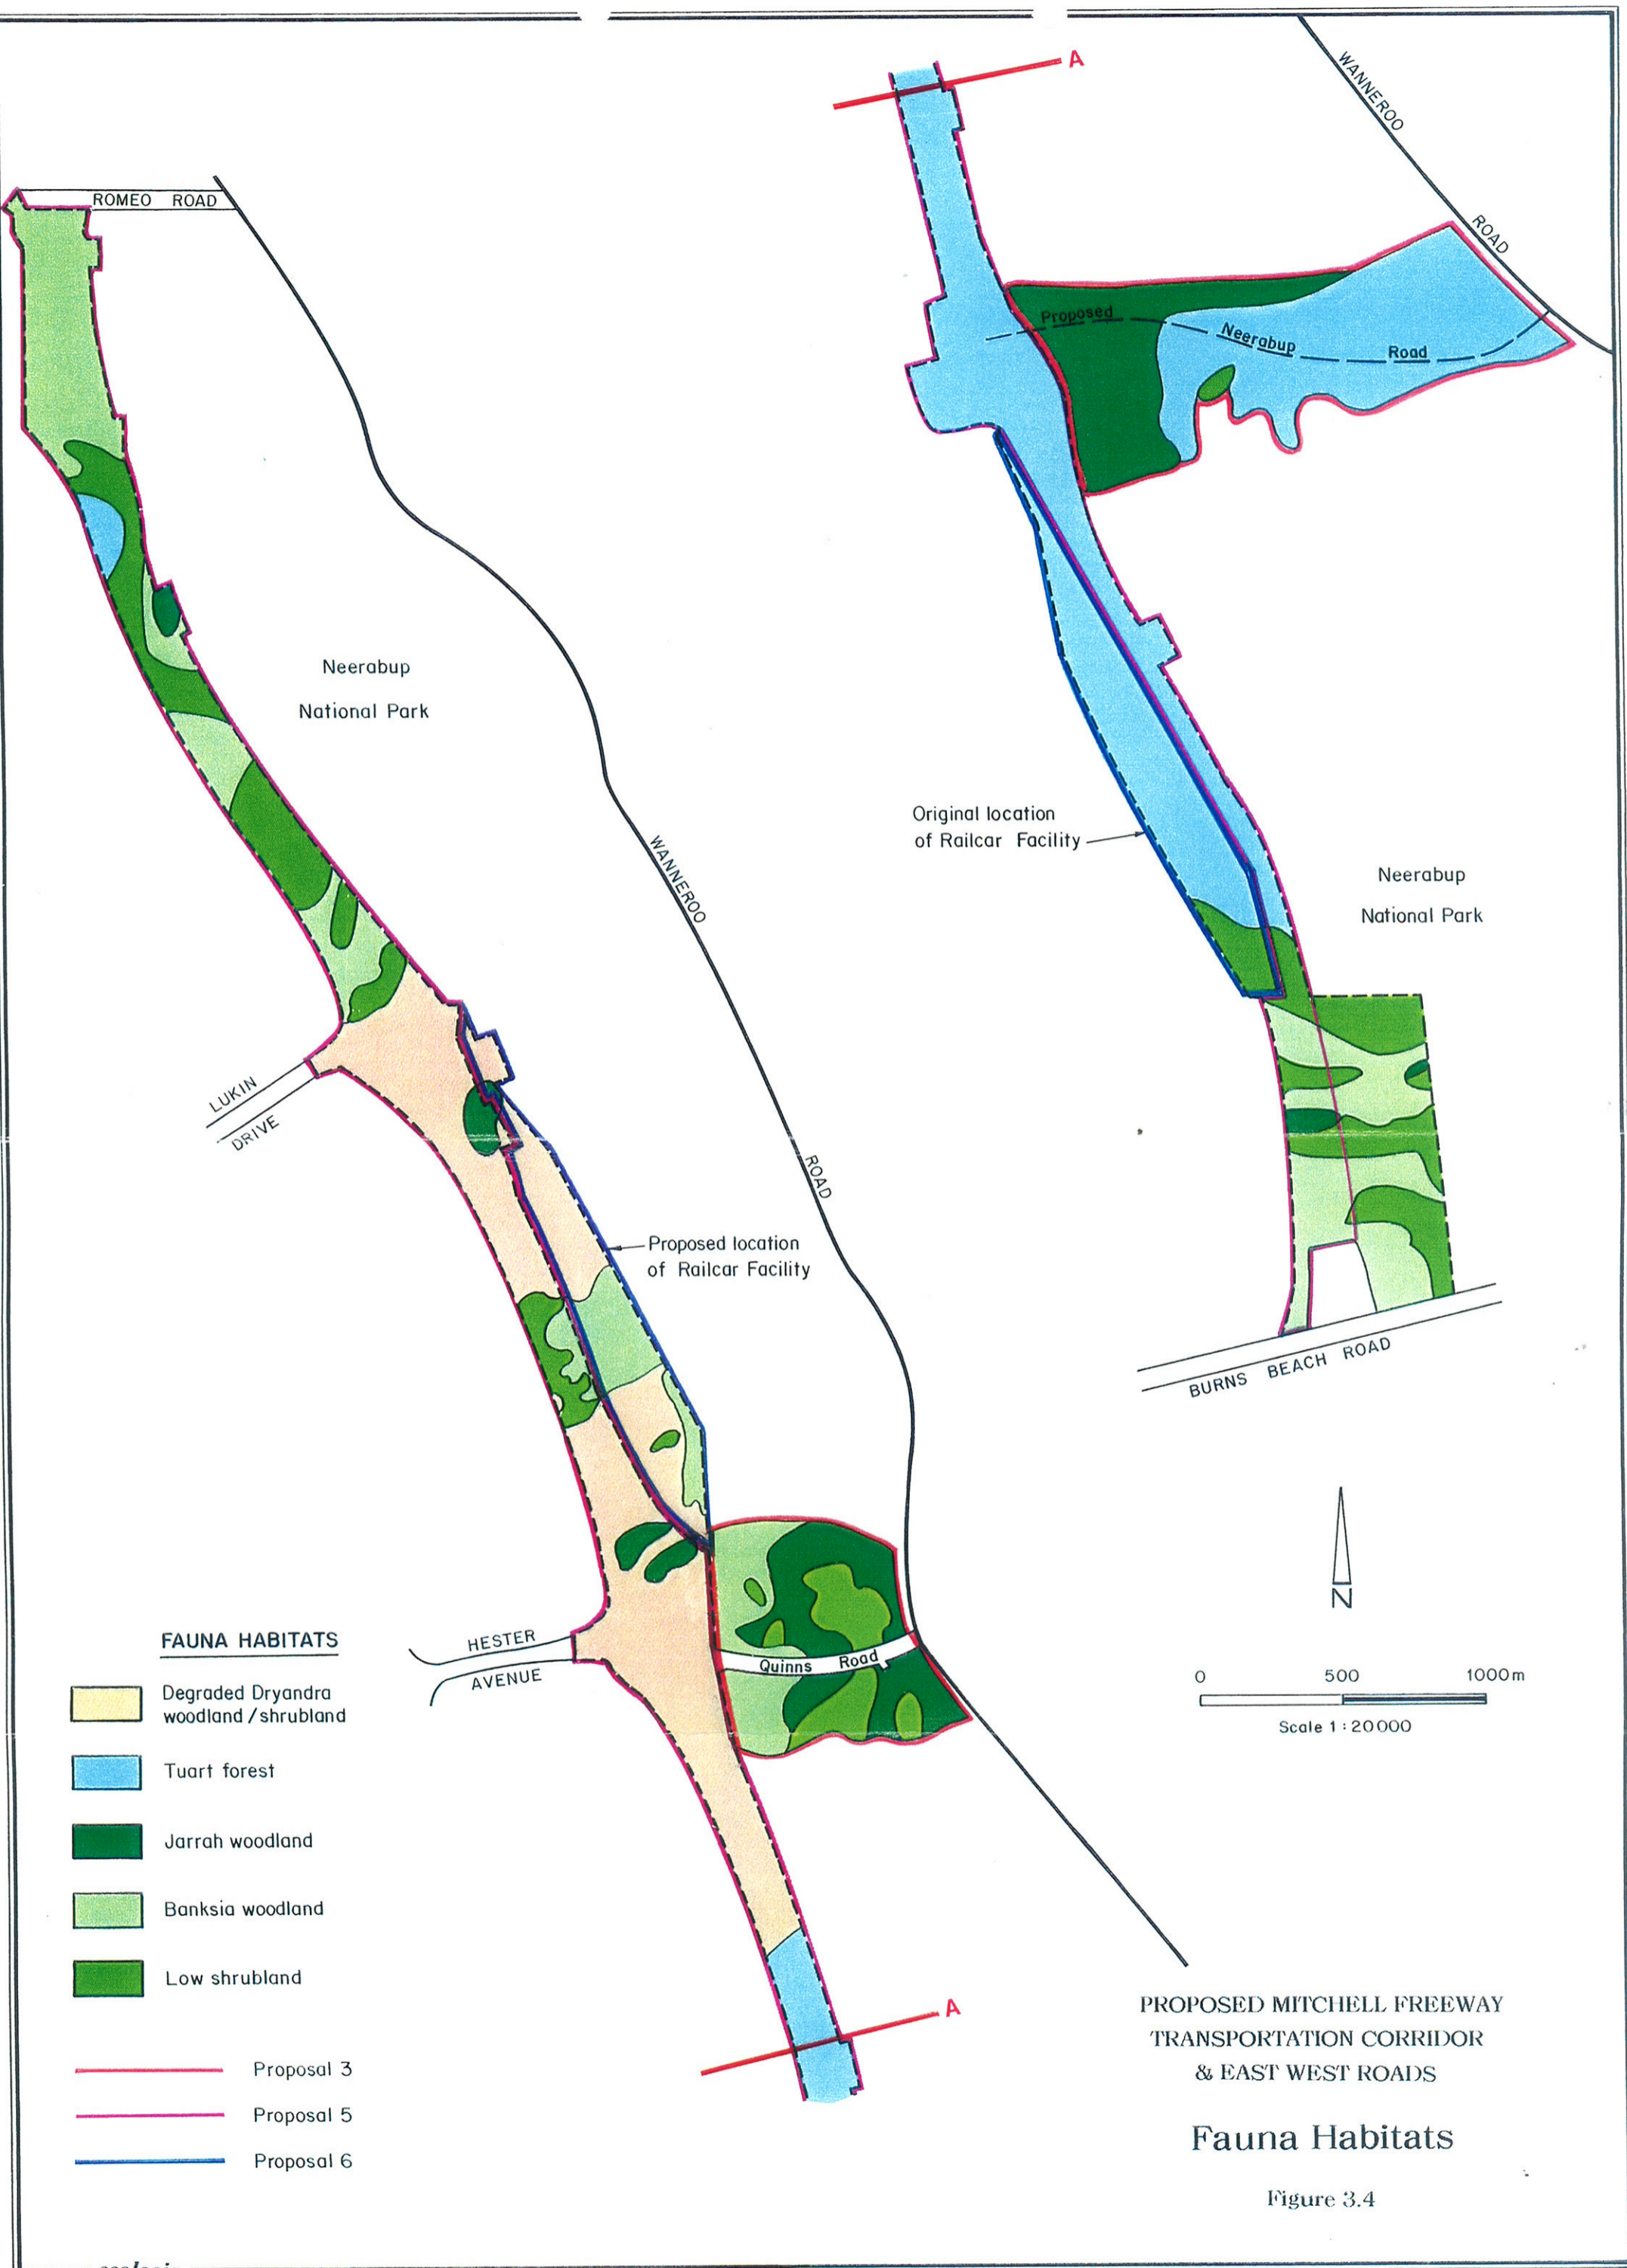 A
WANNEROO
ROAD
ROMEO ROAD
Proposed
Neerabup
Road
Neerabup
National Park
Original location
of Railcar Facility
WANNEROO
Neerabup
National Park
LUKIN
DRIVE
ROAD
Proposed location
of Railcar Facility
BURNS BEACH ROAD
N
FAUNA HABITATS
HESTER
AVENUE
Quinns Road
0 500 1000m
Scale 1 : 20000
Degraded Dryandra
woodland / shrubland
Tuart forest
Jarrah woodland
Banksia woodland
Low shrubland
A
PROPOSED MITCHELL FREEWAY
TRANSPORTATION CORRIDOR
& EAST WEST ROADS
Fauna Habitats
Figure 3.4
Proposal 3
Proposal 5
Proposal 6